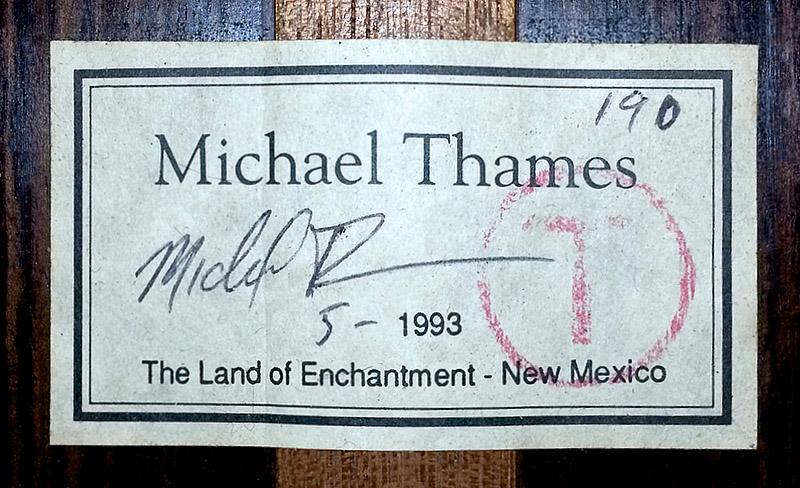 190
Michael Thames
T
5 - 1993
The Land of Enchantment - New Mexico